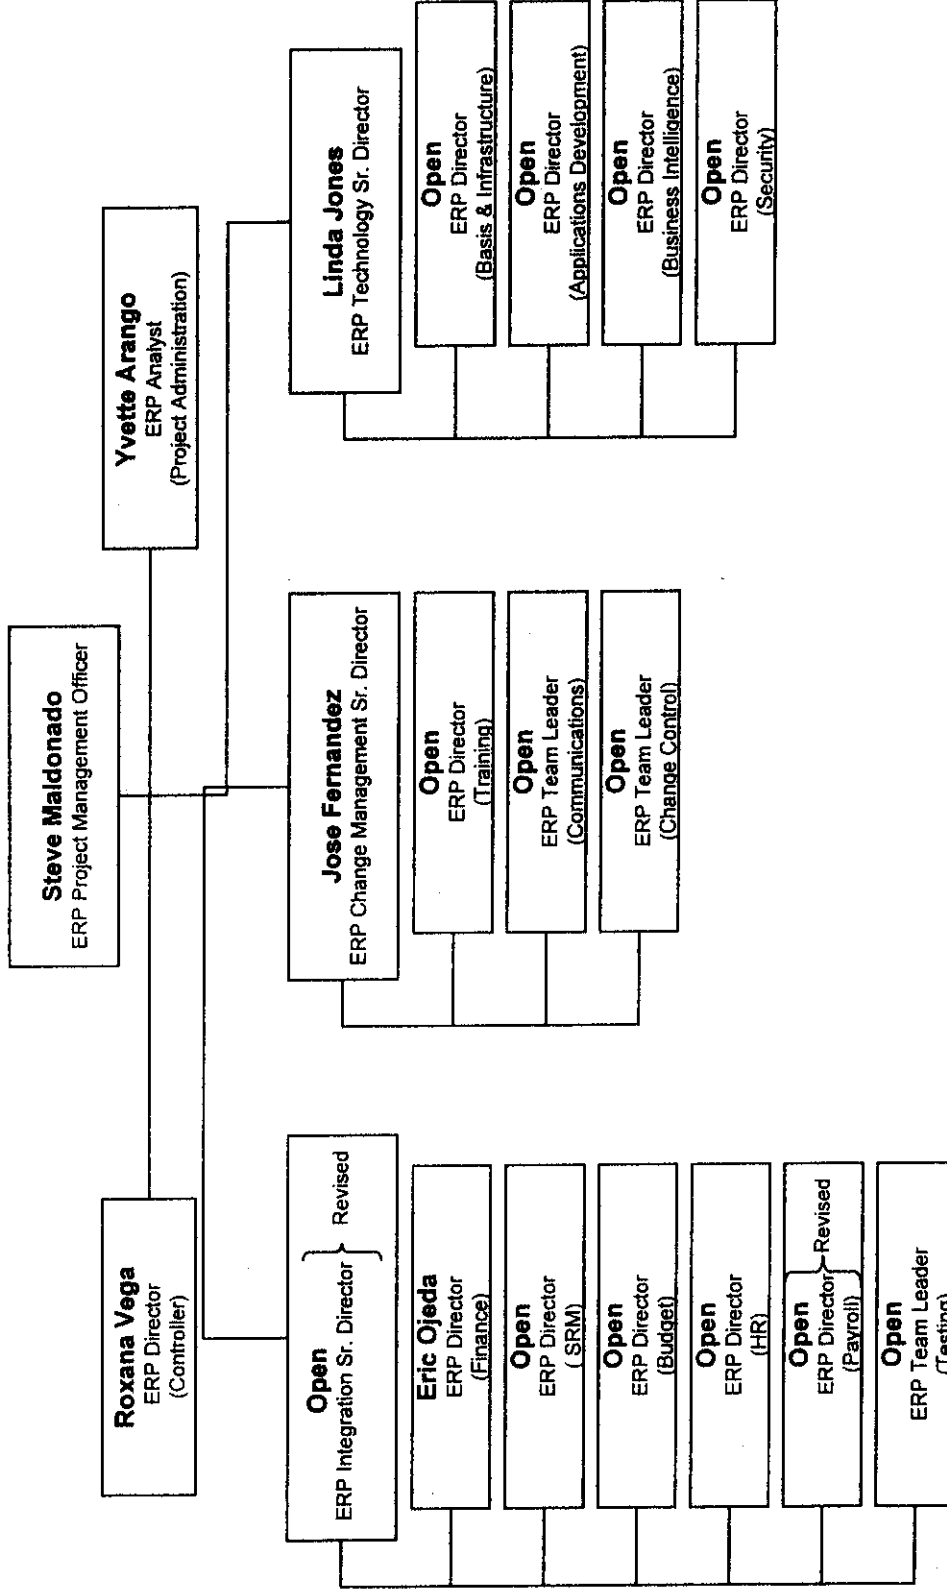 Steve Maldonado
ERP Project Management Officer
Roxana Vega
ERP Director
(Controller)
Yvette Arango
ERP Analyst
(Project Administration)
Open
ERP Integration Sr. Director
Revised
Eric Ojeda
ERP Director
(Finance)
Open
ERP Director
( SRM)
Open
ERP Director
(Budget)
Open
ERP Director
(HR)
Open
ERP Director
(Payroll)
Revised
Open
ERP Team Leader
(Testing)
Jose Fernandez
ERP Change Management Sr. Director
Open
ERP Director
(Training)
Open
ERP Team Leader
(Communications)
Open
ERP Team Leader
(Change Control)
Linda Jones
ERP Technology Sr. Director
Open
ERP Director
(Basis & Infrastructure)
Open
ERP Director
(Applications Development)
Open
ERP Director
(Business Intelligence)
Open
ERP Director
(Security)